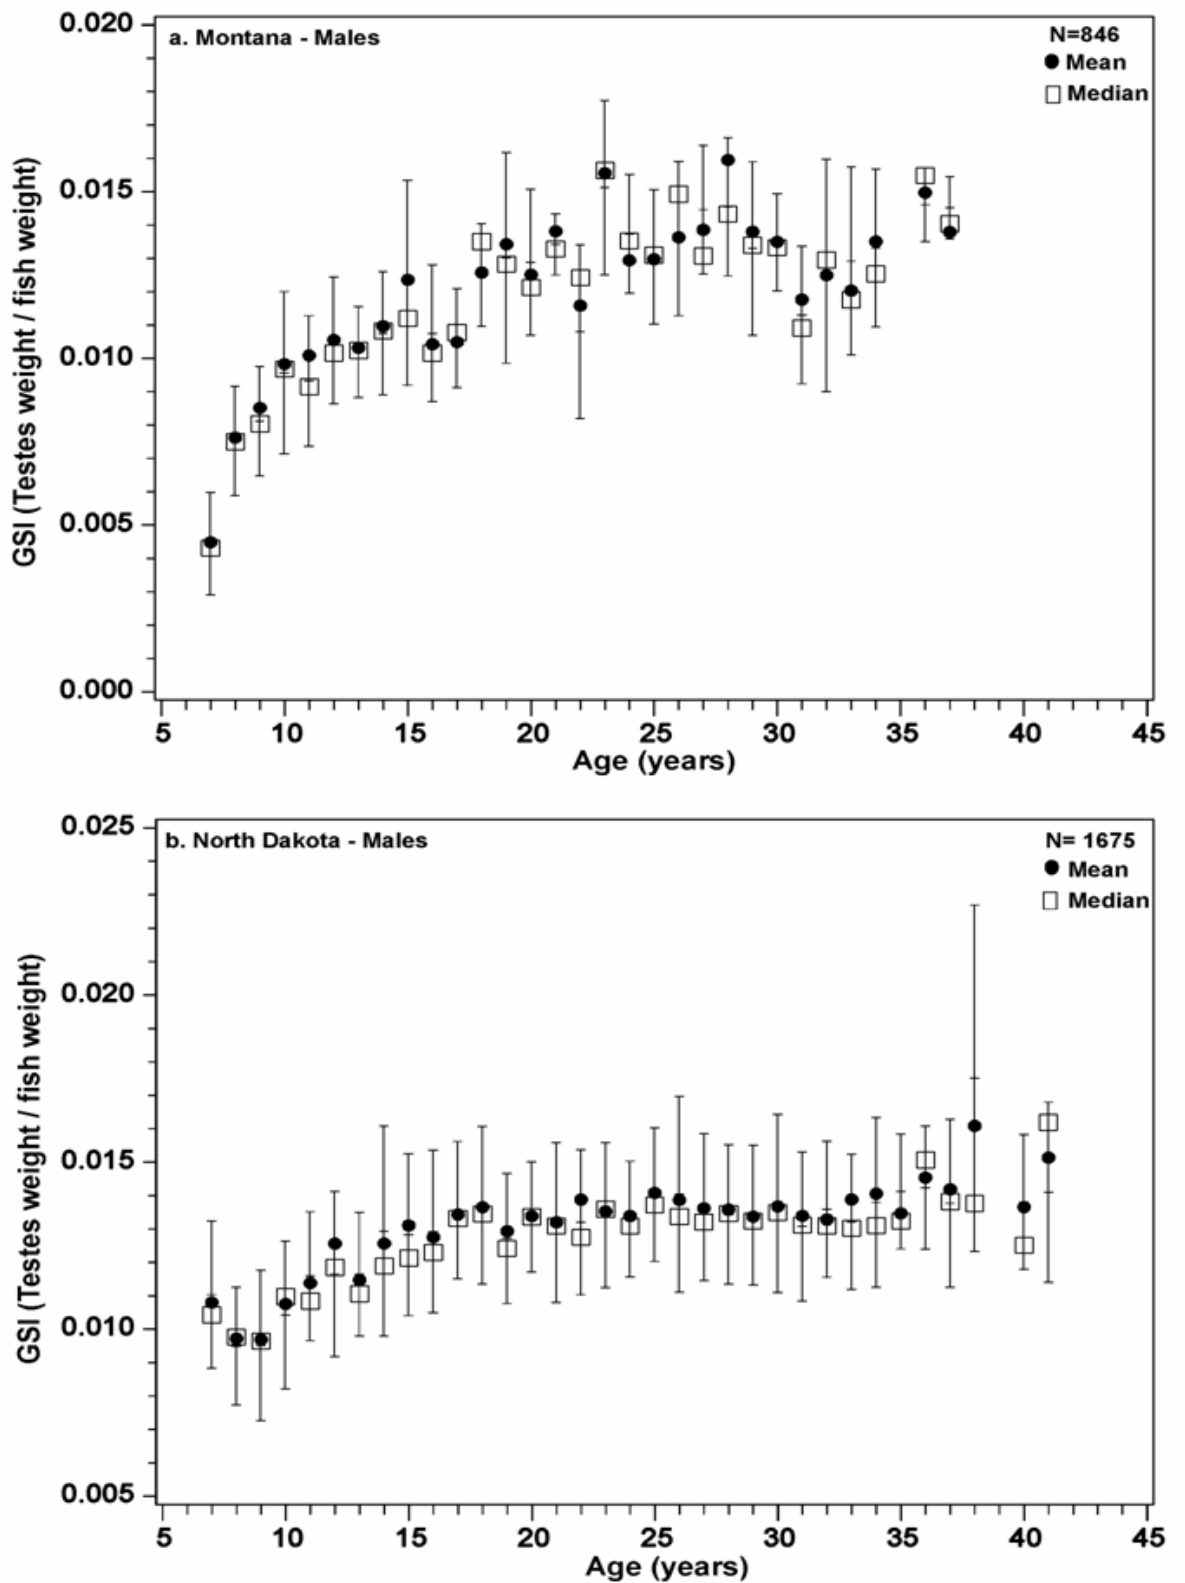 0.020
a. Montana - Males
N=846
Mean
Median
0.015
0.010
0.005
0.000
GSI (Testes weight / fish weight)
5 10 15 20 25 30 35 40 45
Age (years)
0.025
b. North Dakota - Males
N= 1675
Mean
Median
0.020
0.015
0.010
0.005
GSI (Testes weight / fish weight)
5 10 15 20 25 30 35 40 45
Age (years)